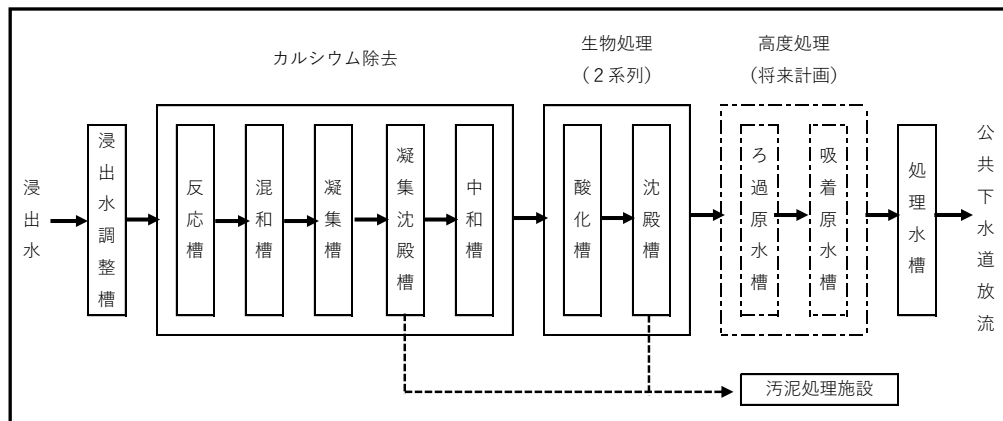 カルシウム除去
生物処理
（２系列）
高度処理
（将来計画）
浸出水
浸出水調整槽
反応槽
混和槽
凝集槽
凝集沈殿槽
中和槽
酸化槽
沈殿槽
ろ過原水槽
吸着原水槽
処理水槽
公共下水道放流
汚泥処理施設